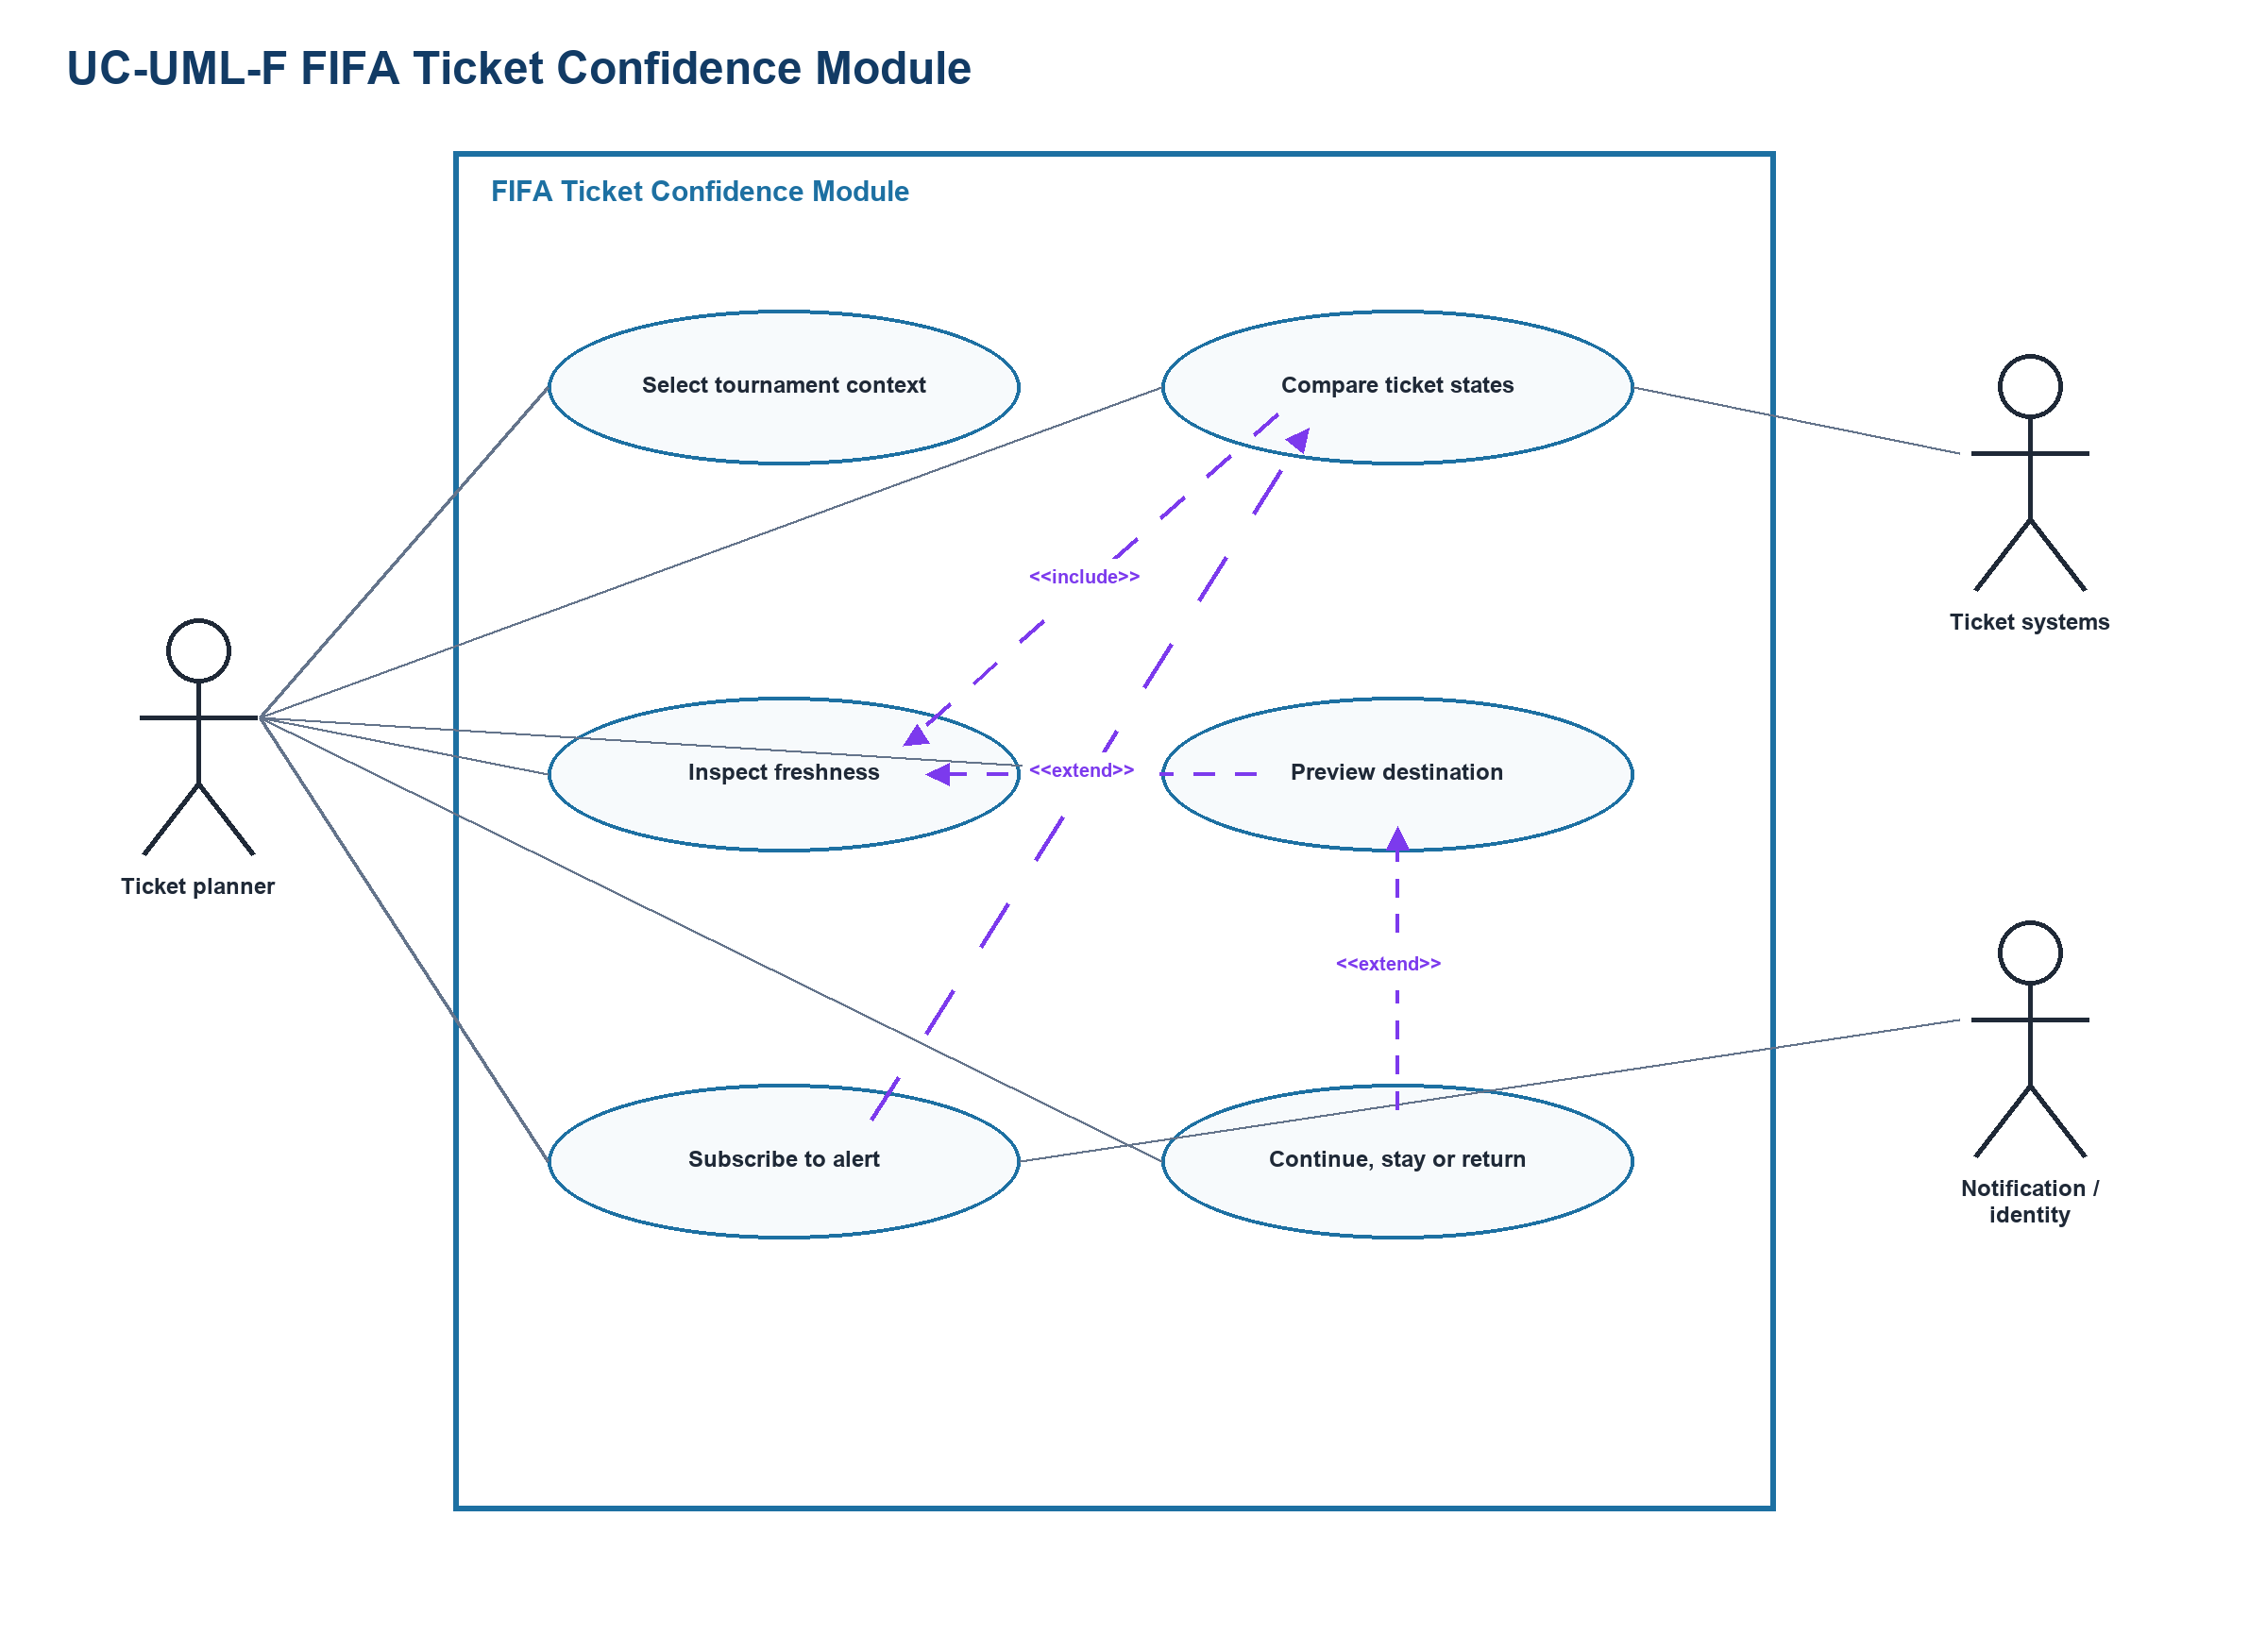 UC-UML-F FIFA Ticket Confidence Module
FIFA Ticket Confidence Module
Select tournament context
Compare ticket states
<<include>>
Ticket systems
Inspect freshness
<<extend>>
Preview destination
Ticket planner
<<extend>>
Subscribe to alert
Continue, stay or return
Notification /
identity